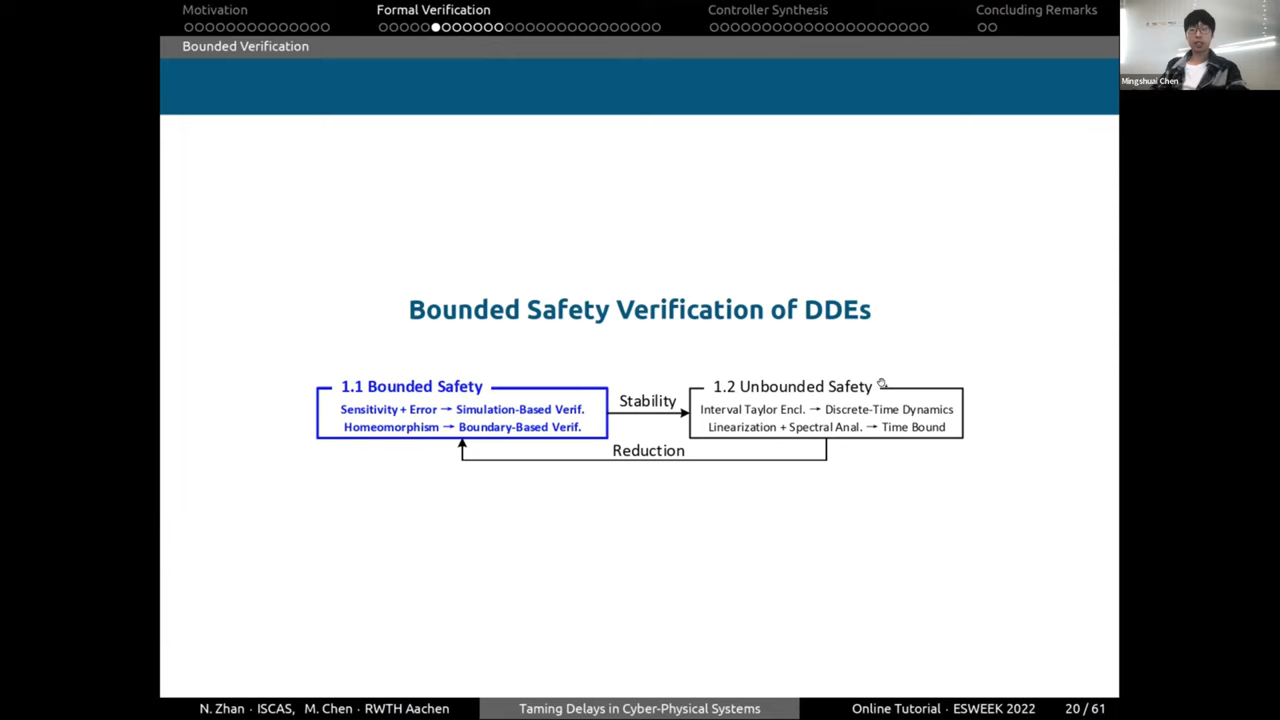 Motivation
Formal Verification
Controller Synthesis
Concluding Remarks
Bounded Verification
Mingshuai Chen
Bounded Safety Verification of DDEs
1.1 Bounded Safety
Sensitivity + Error → Simulation-Based Verif.
Homeomorphism → Boundary-Based Verif.
Stability
1.2 Unbounded Safety
Interval Taylor Encl. → Discrete-Time Dynamics
Linearization + Spectral Anal. → Time Bound
Reduction
N. Zhan · ISCAS, M. Chen · RWTH Aachen
Taming Delays in Cyber-Physical Systems
Online Tutorial · ESWEEK 2022
20 / 61